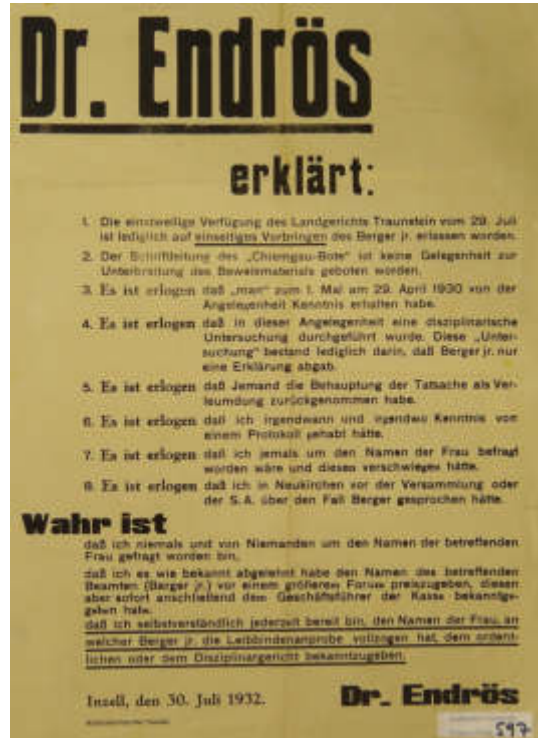 Dr. Endrös
erklärt:
1. Die einstweilige Verfügung des Landgerichts Traunstein vom 29. Juli
ist lediglich auf einseitiges Vorbringen des Berger jr. erlassen worden.
2. Der Schriftleitung des „Chiemgau-Bote" ist keine Gelegenheit zur
Unterbreitung des Beweismaterials geboten worden.
3. Es ist erlogen daß „man" zum 1. Mal am 29. April 1930 von der
Angelegenheit Kenntnis erhalten habe.
4. Es ist erlogen daß in dieser Angelegenheit eine disziplinarische
Untersuchung durchgeführt wurde. Diese „Unter-
suchung" bestand lediglich darin, daß Berger jr. nur
eine Erklärung abgab.
5. Es ist erlogen daß Jemand die Behauptung der Tatsache als Ver-
leumdung zurückgenommen habe.
6. Es ist erlogen daß ich irgendwann und irgendwo Kenntnis von
einem Protokoll gehabt hätte.
7. Es ist erlogen daß ich jemals um den Namen der Frau befragt
worden wäre und diesen verschwiegen hätte.
8. Es ist erlogen daß ich in Neukirchen vor der Versammlung oder
der S.A. über den Fall Berger gesprochen hätte.
Wahr ist
daß ich niemals und von Niemanden um den Namen der betreffenden
Frau gefragt worden bin,
daß ich es wie bekannt abgelehnt habe den Namen des betreffenden
Beamten (Berger jr.) vor einem größeren Forum preiszugeben, diesen
aber sofort anschließend dem Geschäftsführer der Kasse bekanntge-
geben habe.
daß ich selbstverständlich jederzeit bereit bin, den Namen der Frau, an
welcher Berger jr. die Leibbindenanprobe vollzogen hat, dem ordent-
lichen oder dem Disziplinargericht bekanntzugeben.
Inzell, den 30. Juli 1932.
Dr. Endrös
597